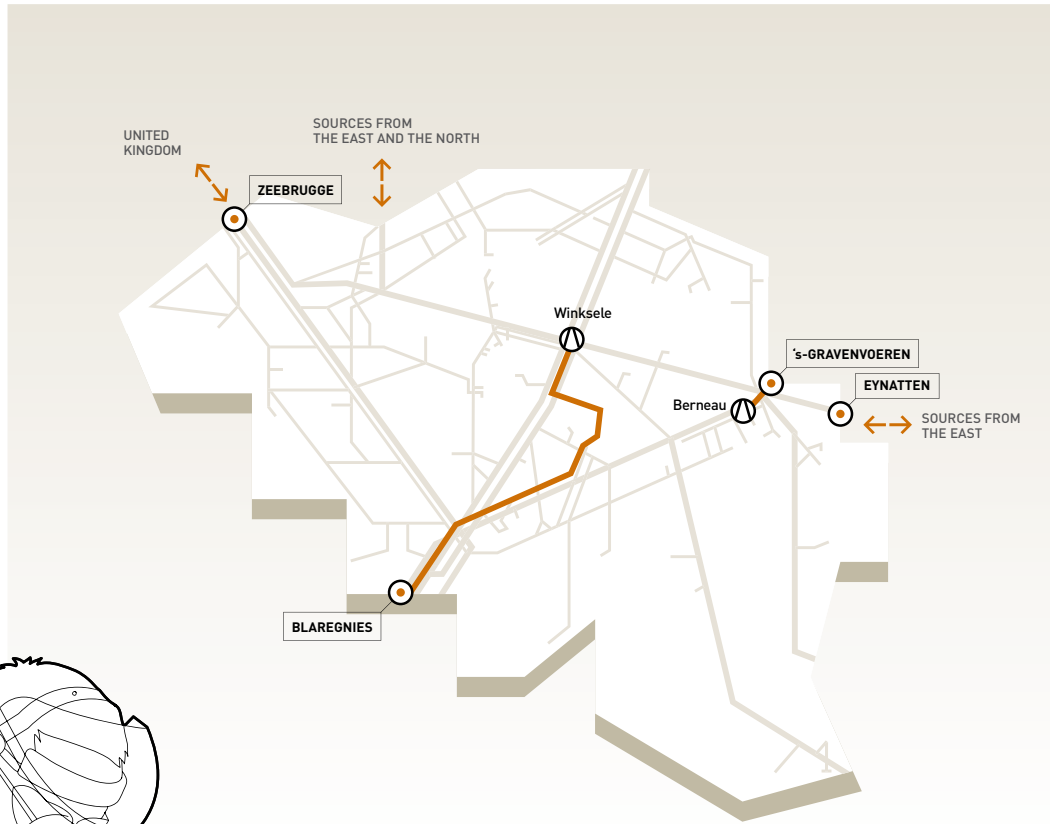 SOURCES FROM
THE EAST AND THE NORTH
UNITED
KINGDOM
ZEEBRUGGE
Winksele
's-GRAVENVOEREN
EYNATTEN
Berneau
SOURCES FROM
THE EAST
BLAREGNIES